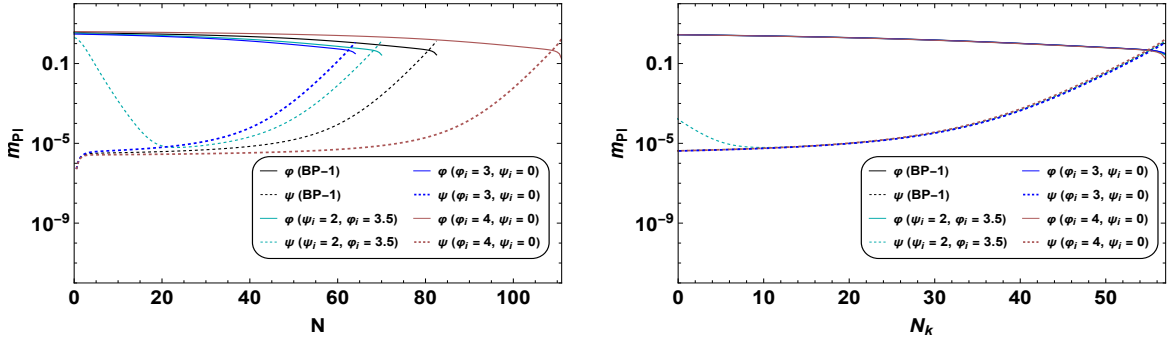 m_Pl
0.1
10^-5
10^-9
0 20 40 60 80 100
N
φ (BP-1) φ (φ_i = 3, ψ_i = 0)
ψ (BP-1) ψ (φ_i = 3, ψ_i = 0)
φ (ψ_i = 2, φ_i = 3.5) φ (φ_i = 4, ψ_i = 0)
ψ (ψ_i = 2, φ_i = 3.5) ψ (φ_i = 4, ψ_i = 0)
m_Pl
0.1
10^-5
10^-9
0 10 20 30 40 50
N_k
φ (BP-1) φ (φ_i = 3, ψ_i = 0)
ψ (BP-1) ψ (φ_i = 3, ψ_i = 0)
φ (ψ_i = 2, φ_i = 3.5) φ (φ_i = 4, ψ_i = 0)
ψ (ψ_i = 2, φ_i = 3.5) ψ (φ_i = 4, ψ_i = 0)